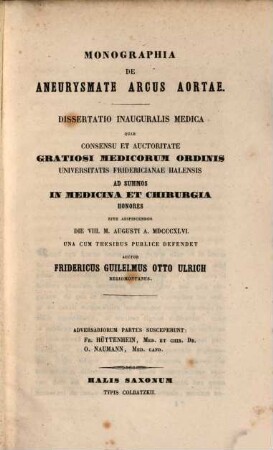 MONOGRAPHIA
DE
ANEURYSMATE ARCUS AORTAE.
DISSERTATIO INAUGURALIS MEDICA
QUAM
CONSENSU ET AUCTORITATE
GRATIOSI MEDICORUM ORDINIS
UNIVERSITATIS FRIDERICIANAE HALENSIS
AD SUMMOS
IN MEDICINA ET CHIRURGIA
HONORES
RITE ADIPISCENDOS
DIE VIII. M. AUGUSTI A. MDCCCXLVI.
UNA CUM THESIBUS PUBLICE DEFENDET
AUCTOR
FRIDERICUS GUILELMUS OTTO ULRICH
REGIOMONTANUS.
ADVERSARIORUM PARTES SUSCEPERUNT:
FR. HÜTTENHEIN, MED. ET CHIR. DR.
O. NAUMANN, MED. CAND.
HALIS SAXONUM
TYPIS COLBATZKII.